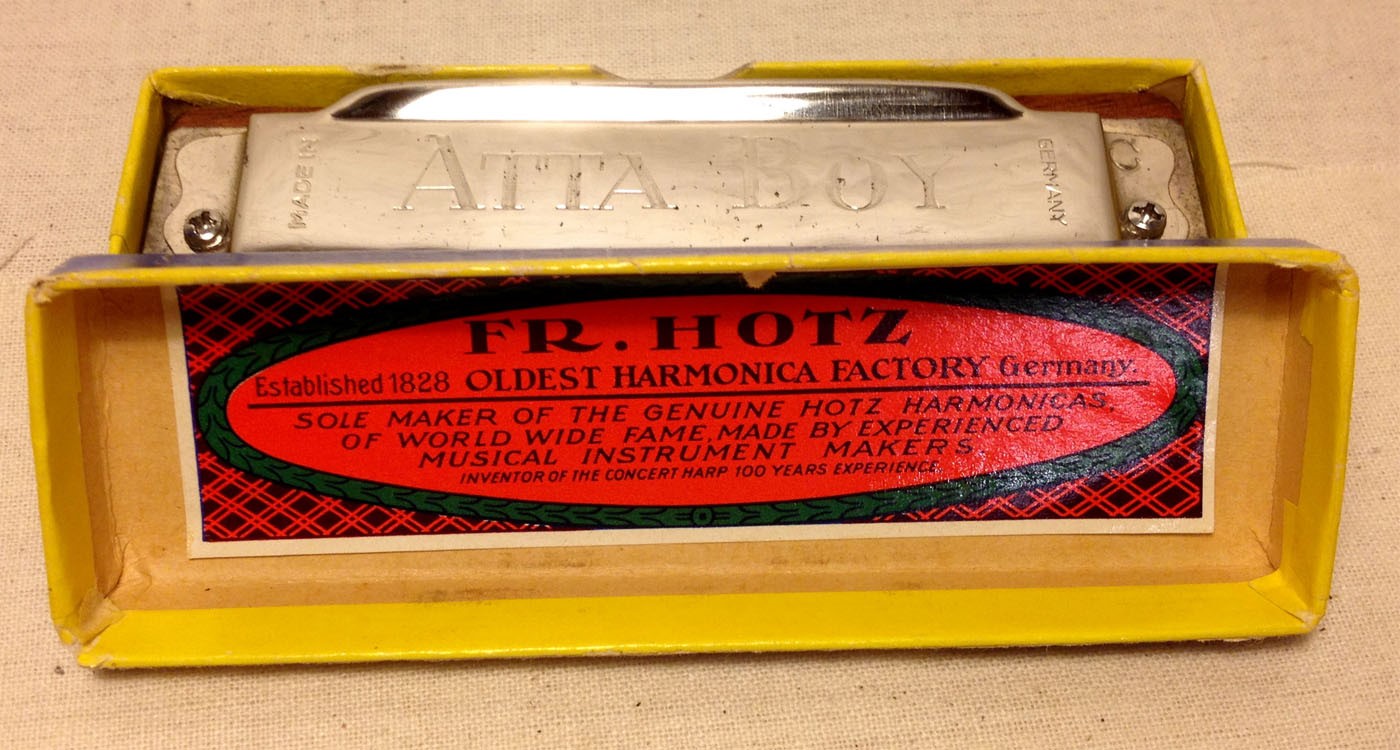 MADE IN
ATTA BOY
GERMANY
C
FR. HOTZ
Established 1828 OLDEST HARMONICA FACTORY Germany.
SOLE MAKER OF THE GENUINE HOTZ HARMONICAS,
OF WORLD WIDE FAME, MADE BY EXPERIENCED
MUSICAL INSTRUMENT MAKERS
INVENTOR OF THE CONCERT HARP 100 YEARS EXPERIENCE